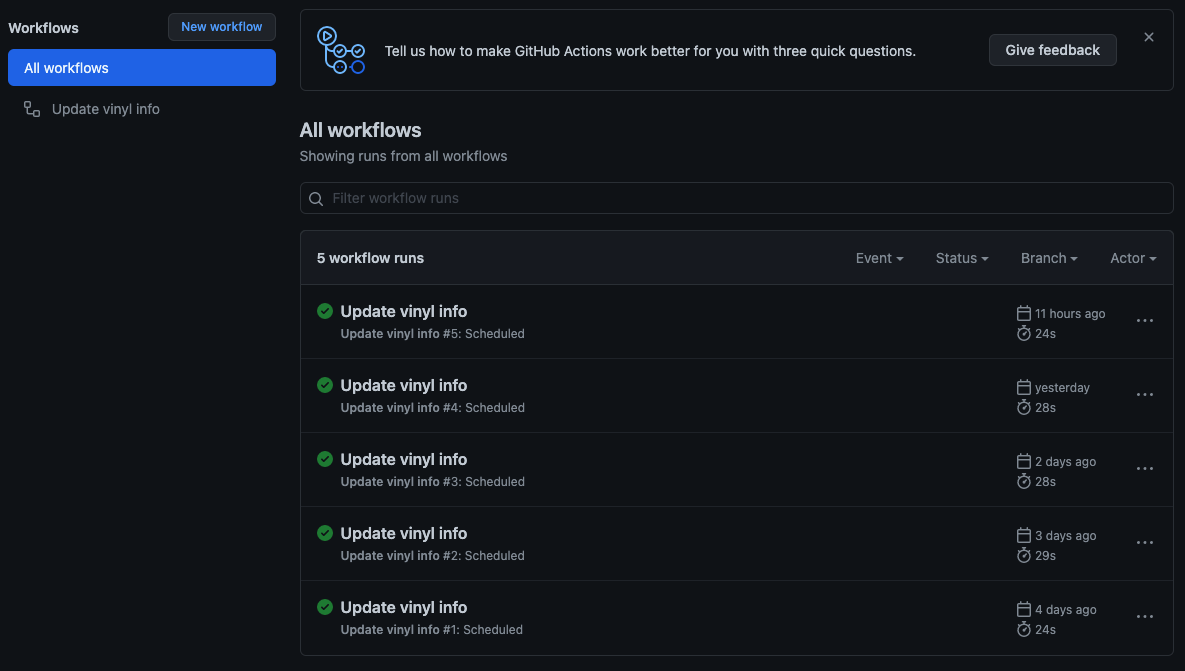 Workflows
New workflow
All workflows
Update vinyl info
Tell us how to make GitHub Actions work better for you with three quick questions.
Give feedback
All workflows
Showing runs from all workflows
Filter workflow runs
5 workflow runs
Event
Status
Branch
Actor
Update vinyl info
Update vinyl info #5: Scheduled
11 hours ago
24s
Update vinyl info
Update vinyl info #4: Scheduled
yesterday
28s
Update vinyl info
Update vinyl info #3: Scheduled
2 days ago
28s
Update vinyl info
Update vinyl info #2: Scheduled
3 days ago
29s
Update vinyl info
Update vinyl info #1: Scheduled
4 days ago
24s